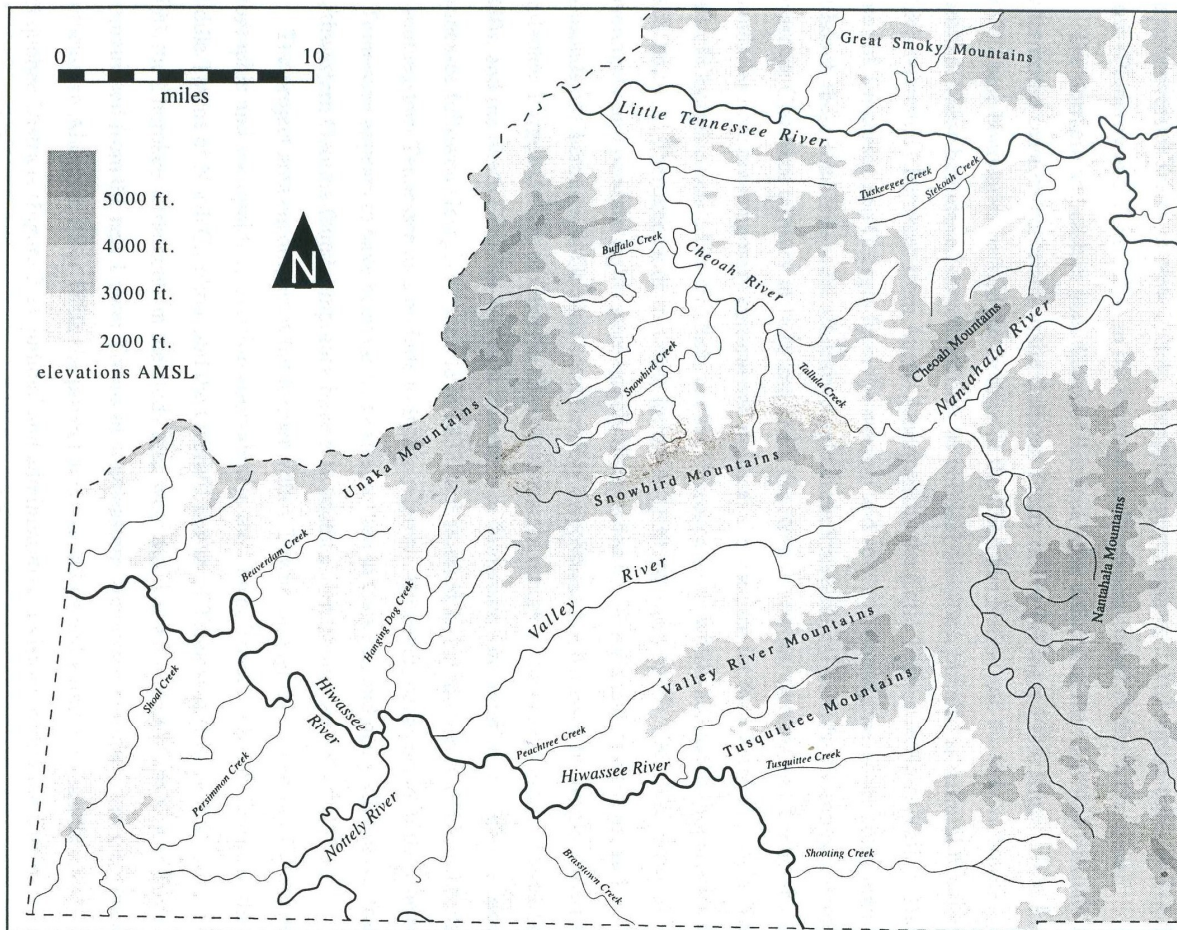 0 10
miles
5000 ft.
4000 ft.
3000 ft.
2000 ft.
elevations AMSL
N
Great Smoky Mountains
Little Tennessee River
Tuskeegee Creek
Stekoah Creek
Buffalo Creek
Cheoah River
Cheoah Mountains
Nantahala River
Snowbird Creek
Tallula Creek
Unaka Mountains
Snowbird Mountains
Nantahala Mountains
Beaverdam Creek
Hanging Dog Creek
Valley River
Valley River Mountains
Tusquittee Mountains
Shoal Creek
Hiwassee
River
Persimmon Creek
Peachtree Creek
Hiwassee River
Tusquittee Creek
Nottely River
Brasstown Creek
Shooting Creek